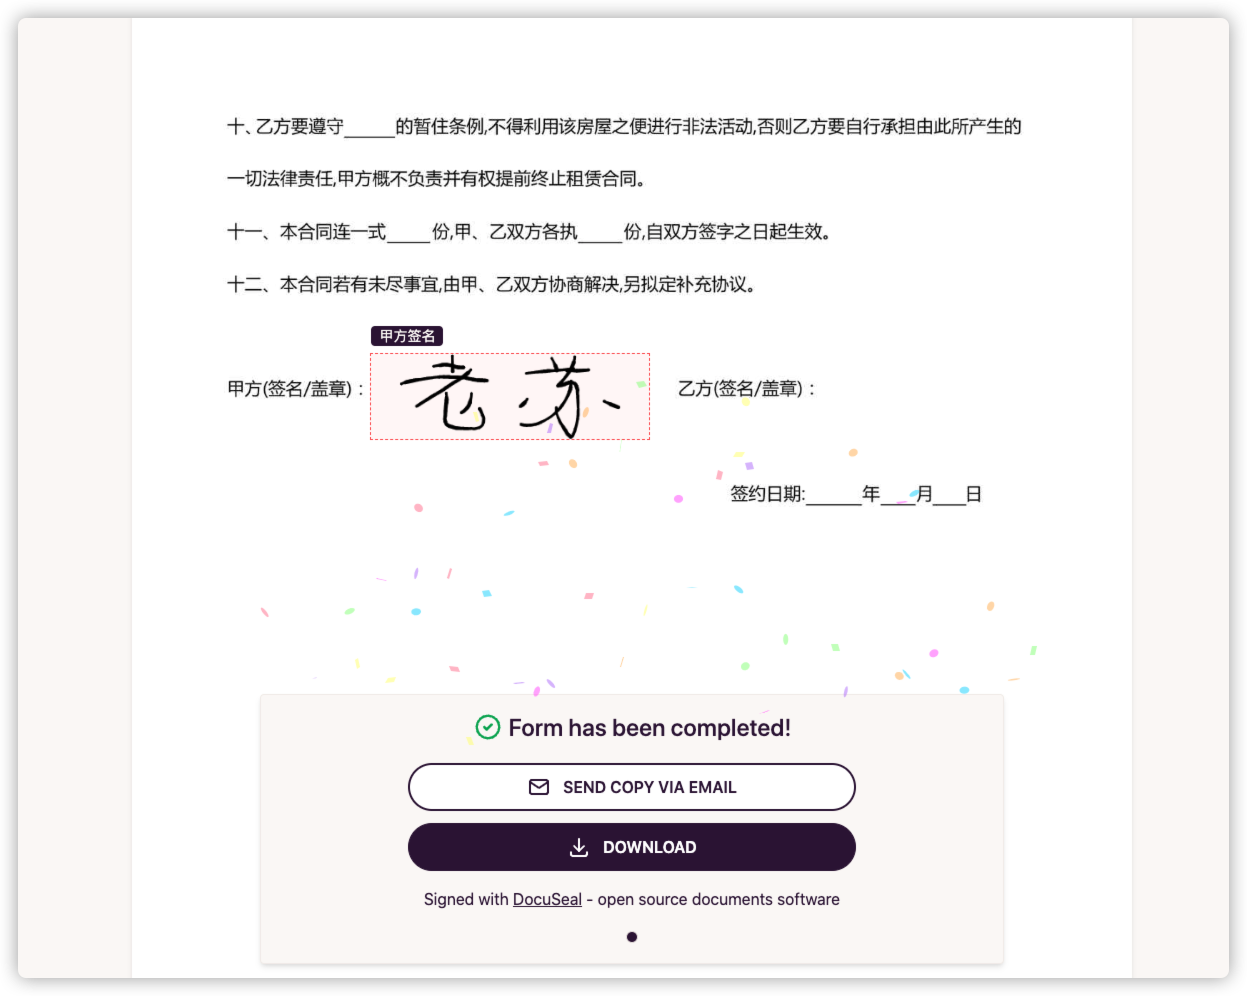 十、乙方要遵守______的暂住条例,不得利用该房屋之便进行非法活动,否则乙方要自行承担由此所产生的
一切法律责任,甲方概不负责并有权提前终止租赁合同。
十一、本合同连一式_____份,甲、乙双方各执_____份,自双方签字之日起生效。
十二、本合同若有未尽事宜,由甲、乙双方协商解决,另拟定补充协议。
甲方签名
甲方(签名/盖章)： 老苏 乙方(签名/盖章)：
签约日期:______年____月____日
Form has been completed!
SEND COPY VIA EMAIL
DOWNLOAD
Signed with DocuSeal - open source documents software